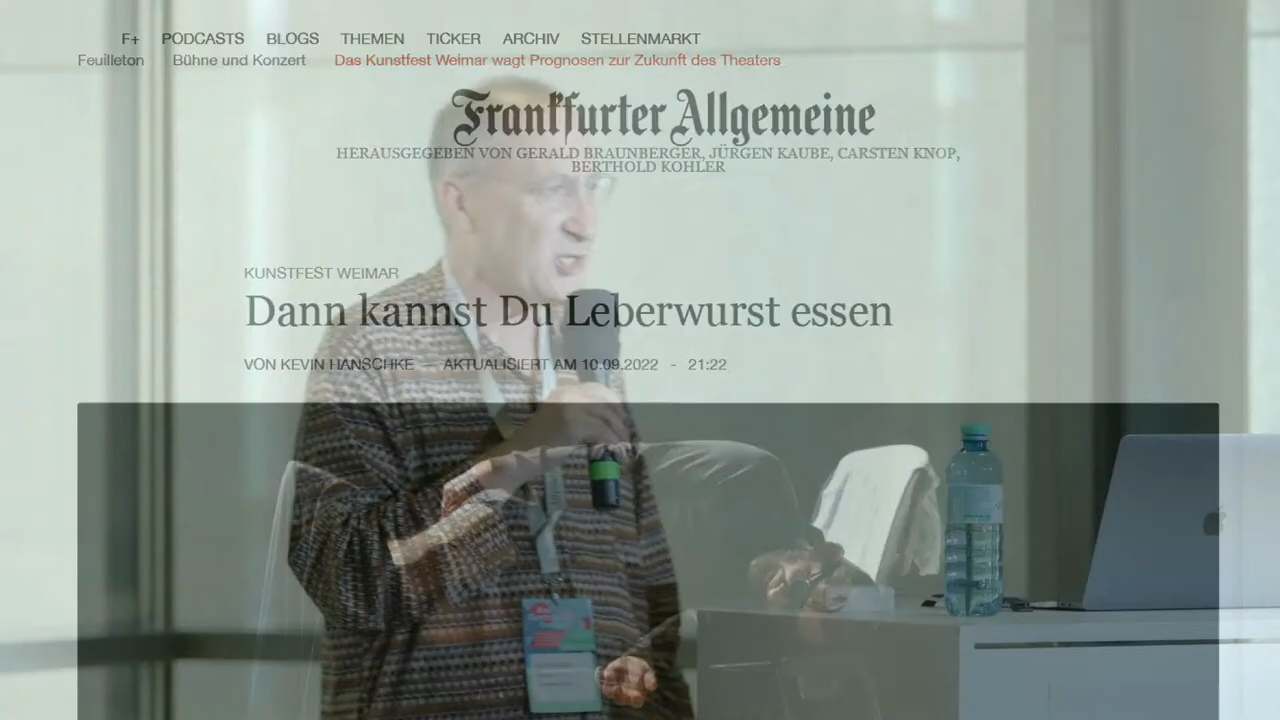 F+ PODCASTS BLOGS THEMEN TICKER ARCHIV STELLENMARKT
Feuilleton Bühne und Konzert Das Kunstfest Weimar wagt Prognosen zur Zukunft des Theaters
Frankfurter Allgemeine
HERAUSGEGEBEN VON GERALD BRAUNBERGER, JÜRGEN KAUBE, CARSTEN KNOP,
BERTHOLD KOHLER
KUNSTFEST WEIMAR
Dann kannst Du Leberwurst essen
VON KEVIN HANSCHKE - AKTUALISIERT AM 10.09.2022 - 21:22